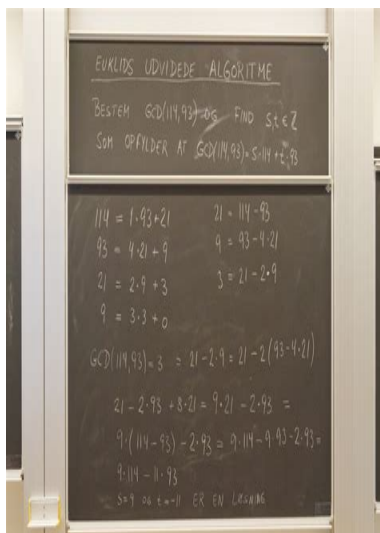 EUKLIDS UDVIDEDE ALGORITME
BESTEM GCD(114,93) OG FIND S,t ∈ Z
SOM OPFYLDER AT GCD(114,93)=S·114+t·93
114 = 1·93+21
93 = 4·21+9
21 = 2·9+3
9 = 3·3+0
21 = 114-93
9 = 93-4·21
3 = 21-2·9
GCD(114,93)=3 = 21-2·9 = 21-2(93-4·21)
21-2·93+8·21 = 9·21-2·93 =
9·(114-93)-2·93 = 9·114-9·93-2·93 =
9·114-11·93
S=9 OG t=-11 ER EN LØSNING